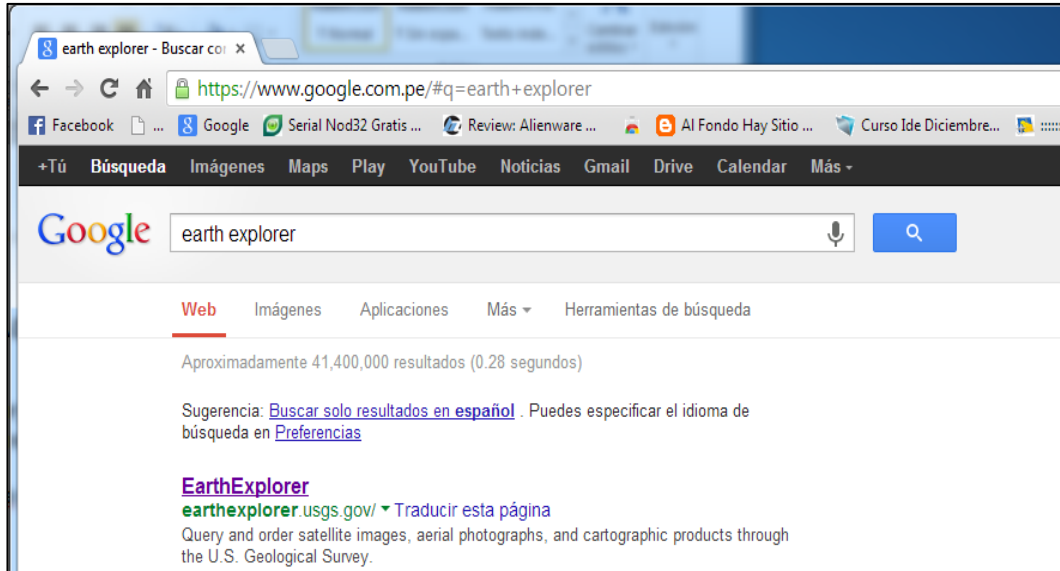 earth explorer - Buscar con
https://www.google.com.pe/#q=earth+explorer
Facebook ... Google Serial Nod32 Gratis ... Review: Alienware ... Al Fondo Hay Sitio ... Curso Ide Diciembre...
+Tú Búsqueda Imágenes Maps Play YouTube Noticias Gmail Drive Calendar Más
Google earth explorer
Web Imágenes Aplicaciones Más Herramientas de búsqueda
Aproximadamente 41,400,000 resultados (0.28 segundos)
Sugerencia: Buscar solo resultados en español . Puedes especificar el idioma de
búsqueda en Preferencias
EarthExplorer
earthexplorer.usgs.gov/ Traducir esta página
Query and order satellite images, aerial photographs, and cartographic products through
the U.S. Geological Survey.